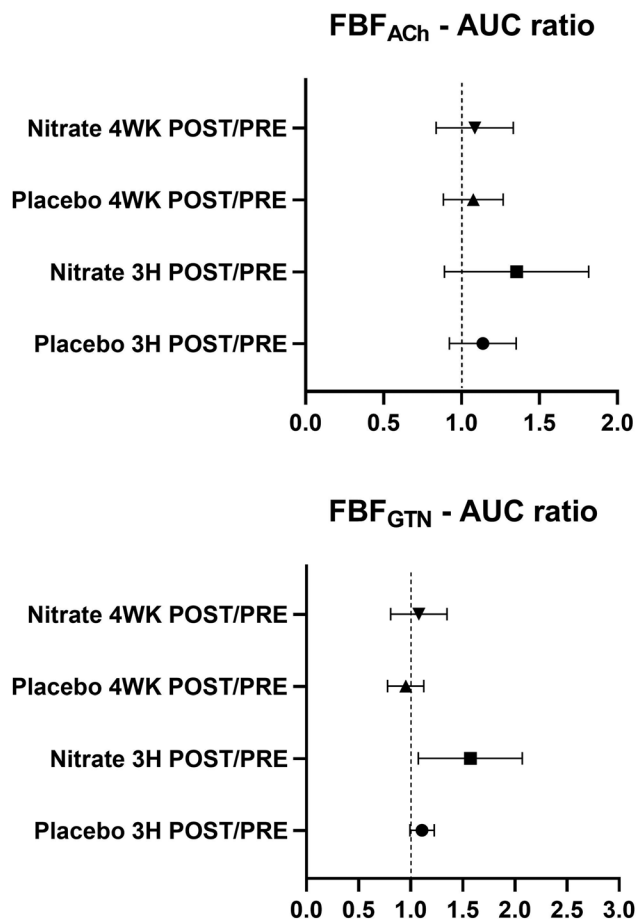 FBFACh - AUC ratio
Nitrate 4WK POST/PRE
Placebo 4WK POST/PRE
Nitrate 3H POST/PRE
Placebo 3H POST/PRE
0.0 0.5 1.0 1.5 2.0
FBFGTN - AUC ratio
Nitrate 4WK POST/PRE
Placebo 4WK POST/PRE
Nitrate 3H POST/PRE
Placebo 3H POST/PRE
0.0 0.5 1.0 1.5 2.0 2.5 3.0